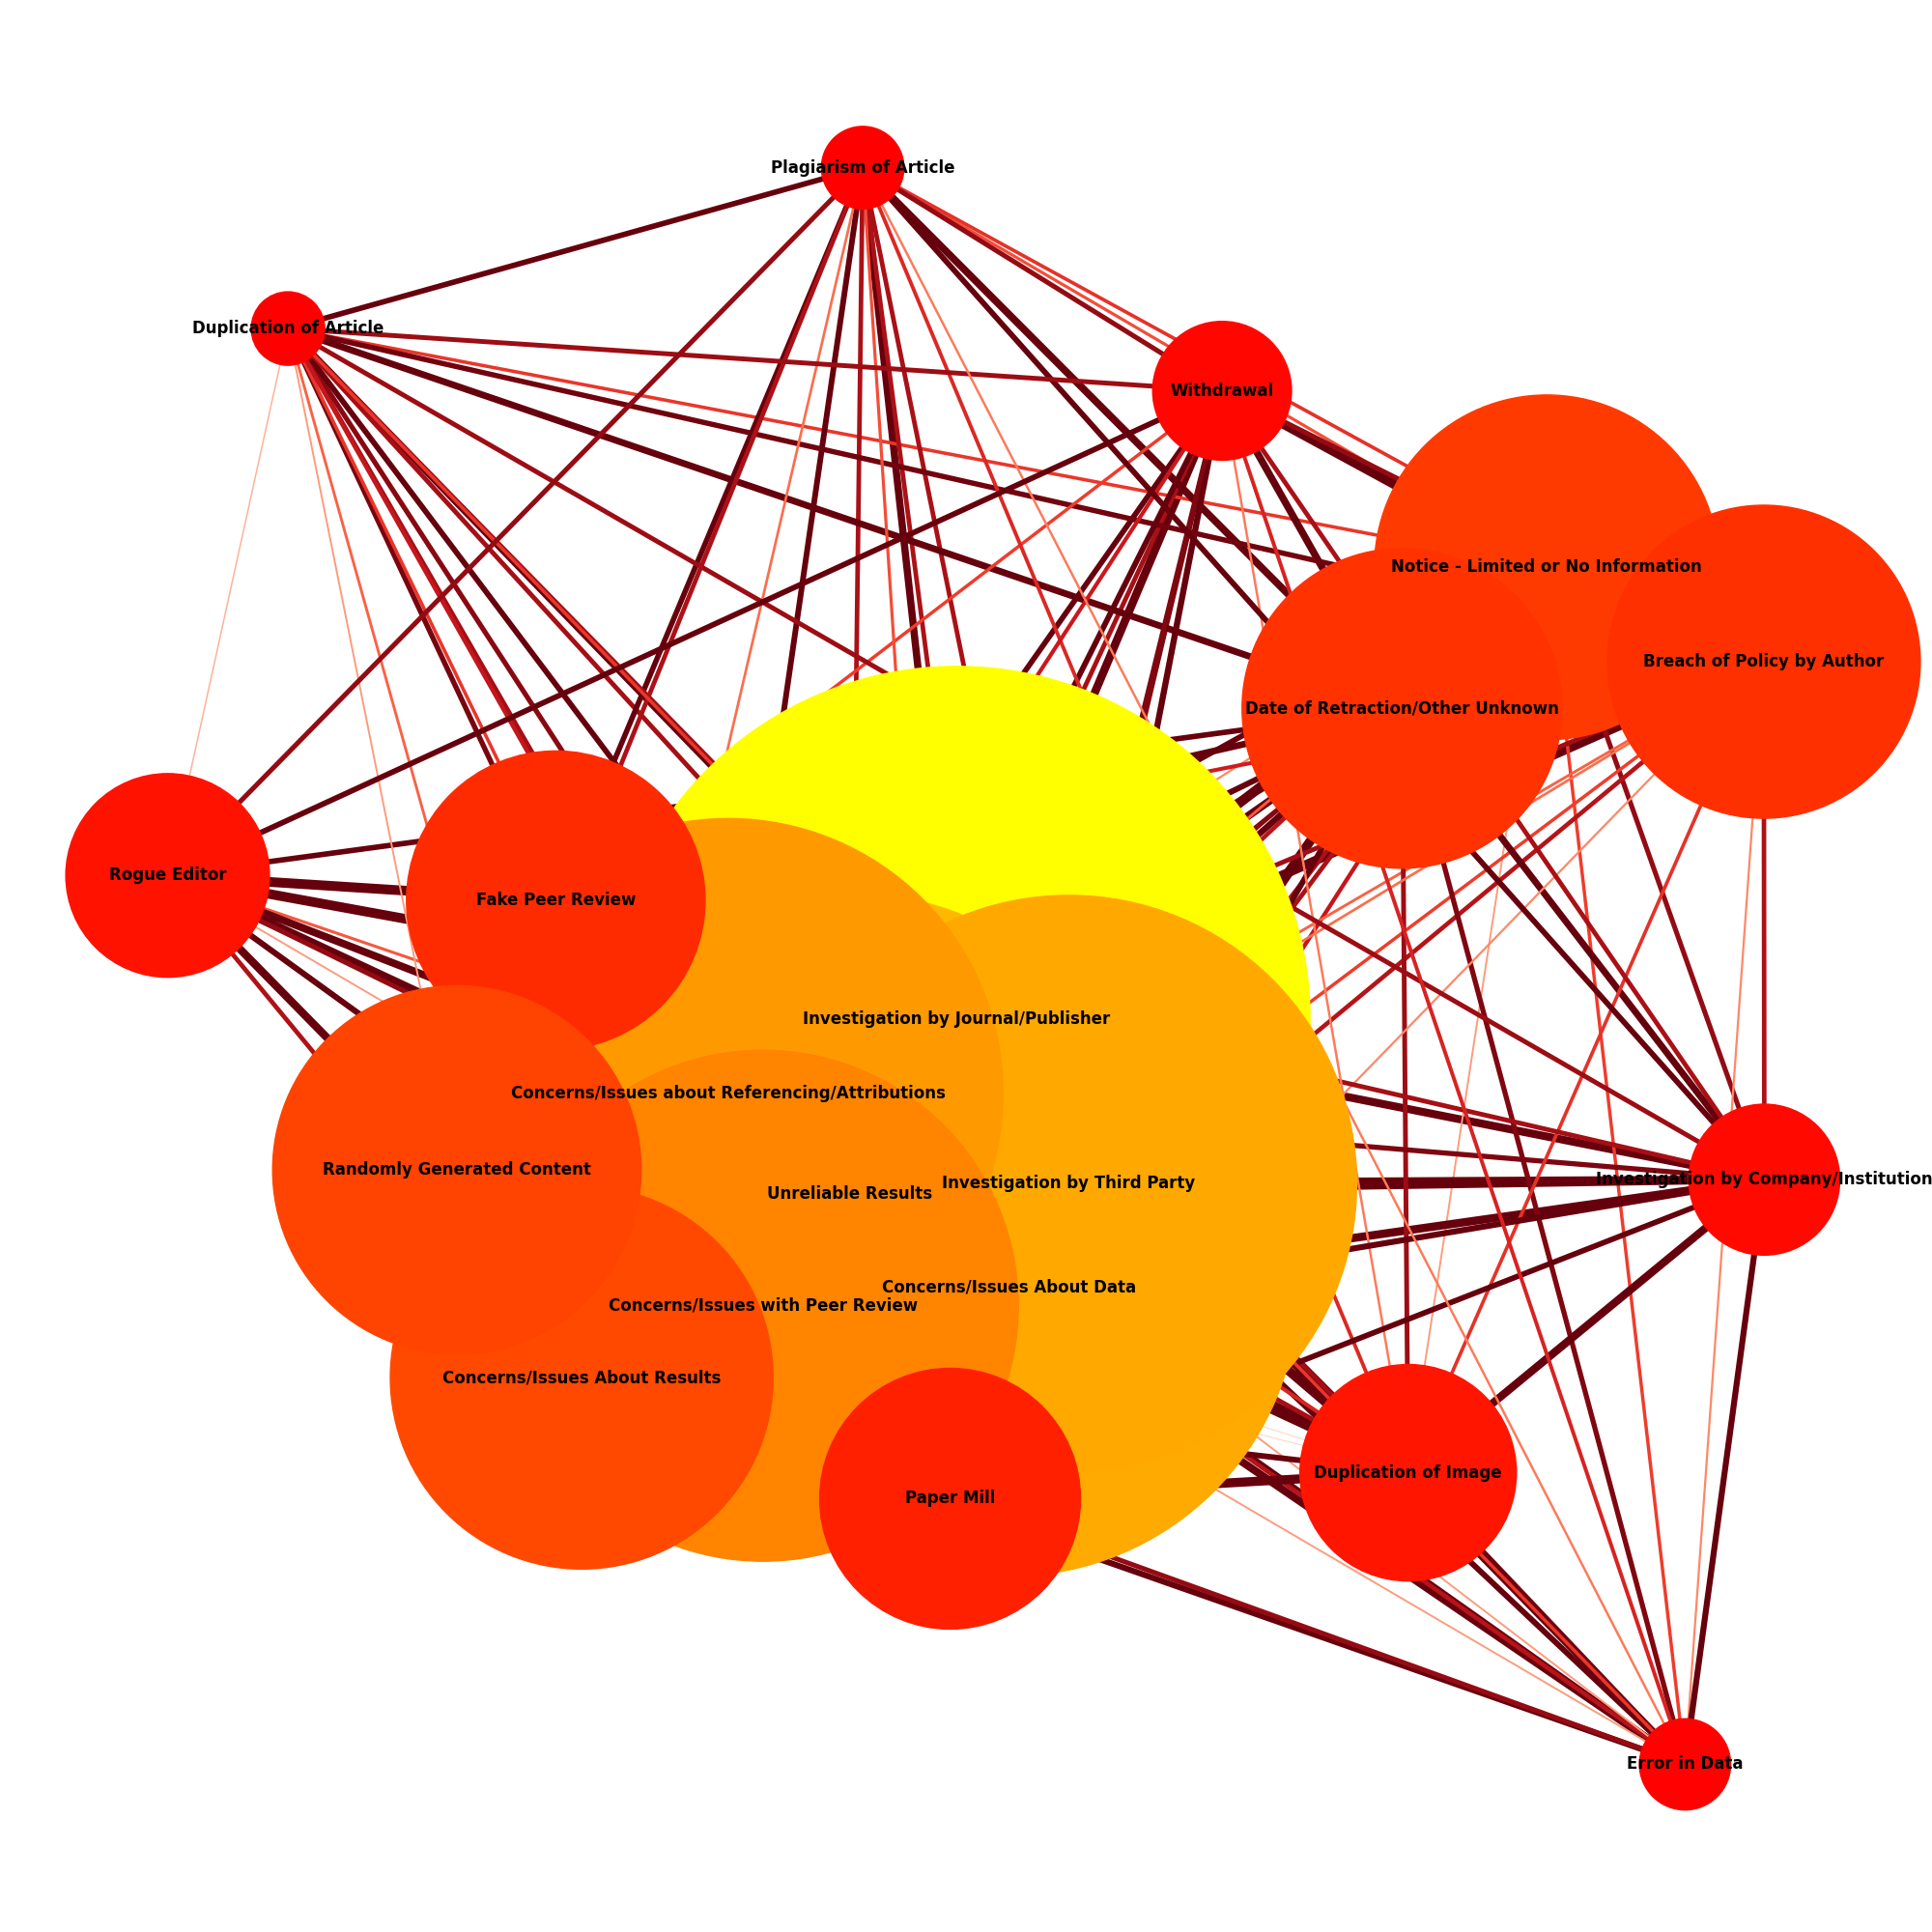 Plagiarism of Article
Duplication of Article
Withdrawal
Notice - Limited or No Information
Breach of Policy by Author
Date of Retraction/Other Unknown
Rogue Editor
Fake Peer Review
Investigation by Journal/Publisher
Concerns/Issues about Referencing/Attributions
Randomly Generated Content
Investigation by Company/Institution
Investigation by Third Party
Unreliable Results
Concerns/Issues About Data
Concerns/Issues with Peer Review
Concerns/Issues About Results
Duplication of Image
Paper Mill
Error in Data